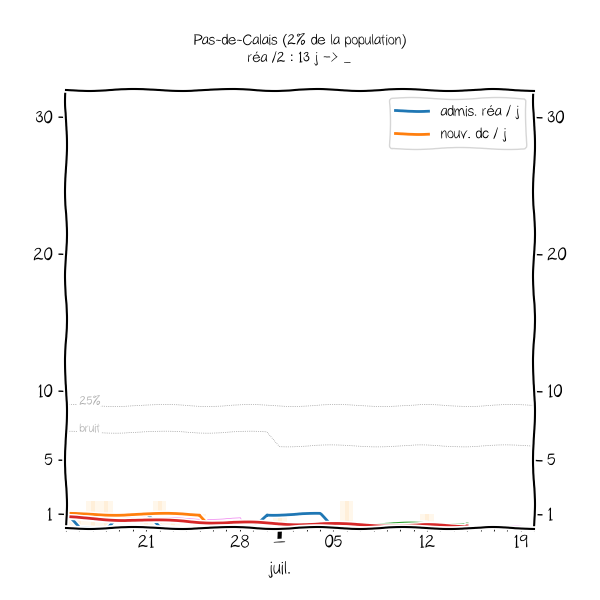 Pas-de-Calais (2% de la population)
réa /2 : 13 j -> _
admis. réa / j
nouv. dc / j
30
30
20
20
10
10
25%
bruit
5
5
1
1
21
28
05
12
19
juil.